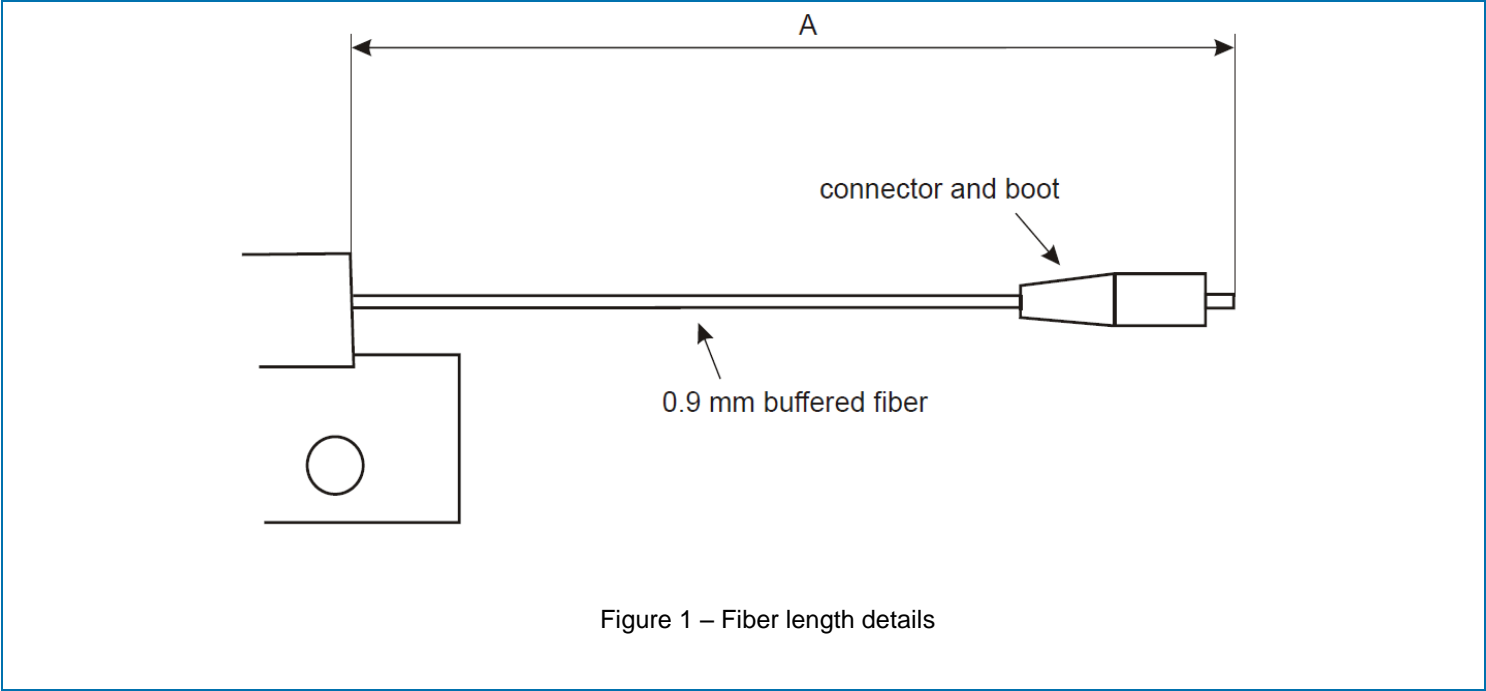 A
connector and boot
0.9 mm buffered fiber
Figure 1 – Fiber length details